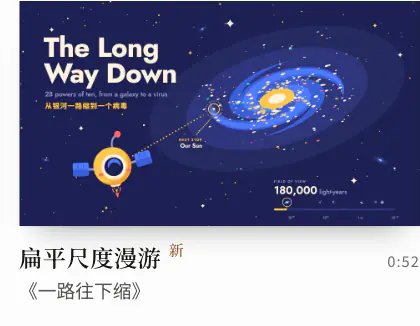 The Long
Way Down
28 powers of ten, from a galaxy to a virus
从银河一路缩到一个病毒
NEXT STOP
Our Sun
FIELD OF VIEW
180,000 light-years
扁平尺度漫游 新
0:52
《一路往下缩》